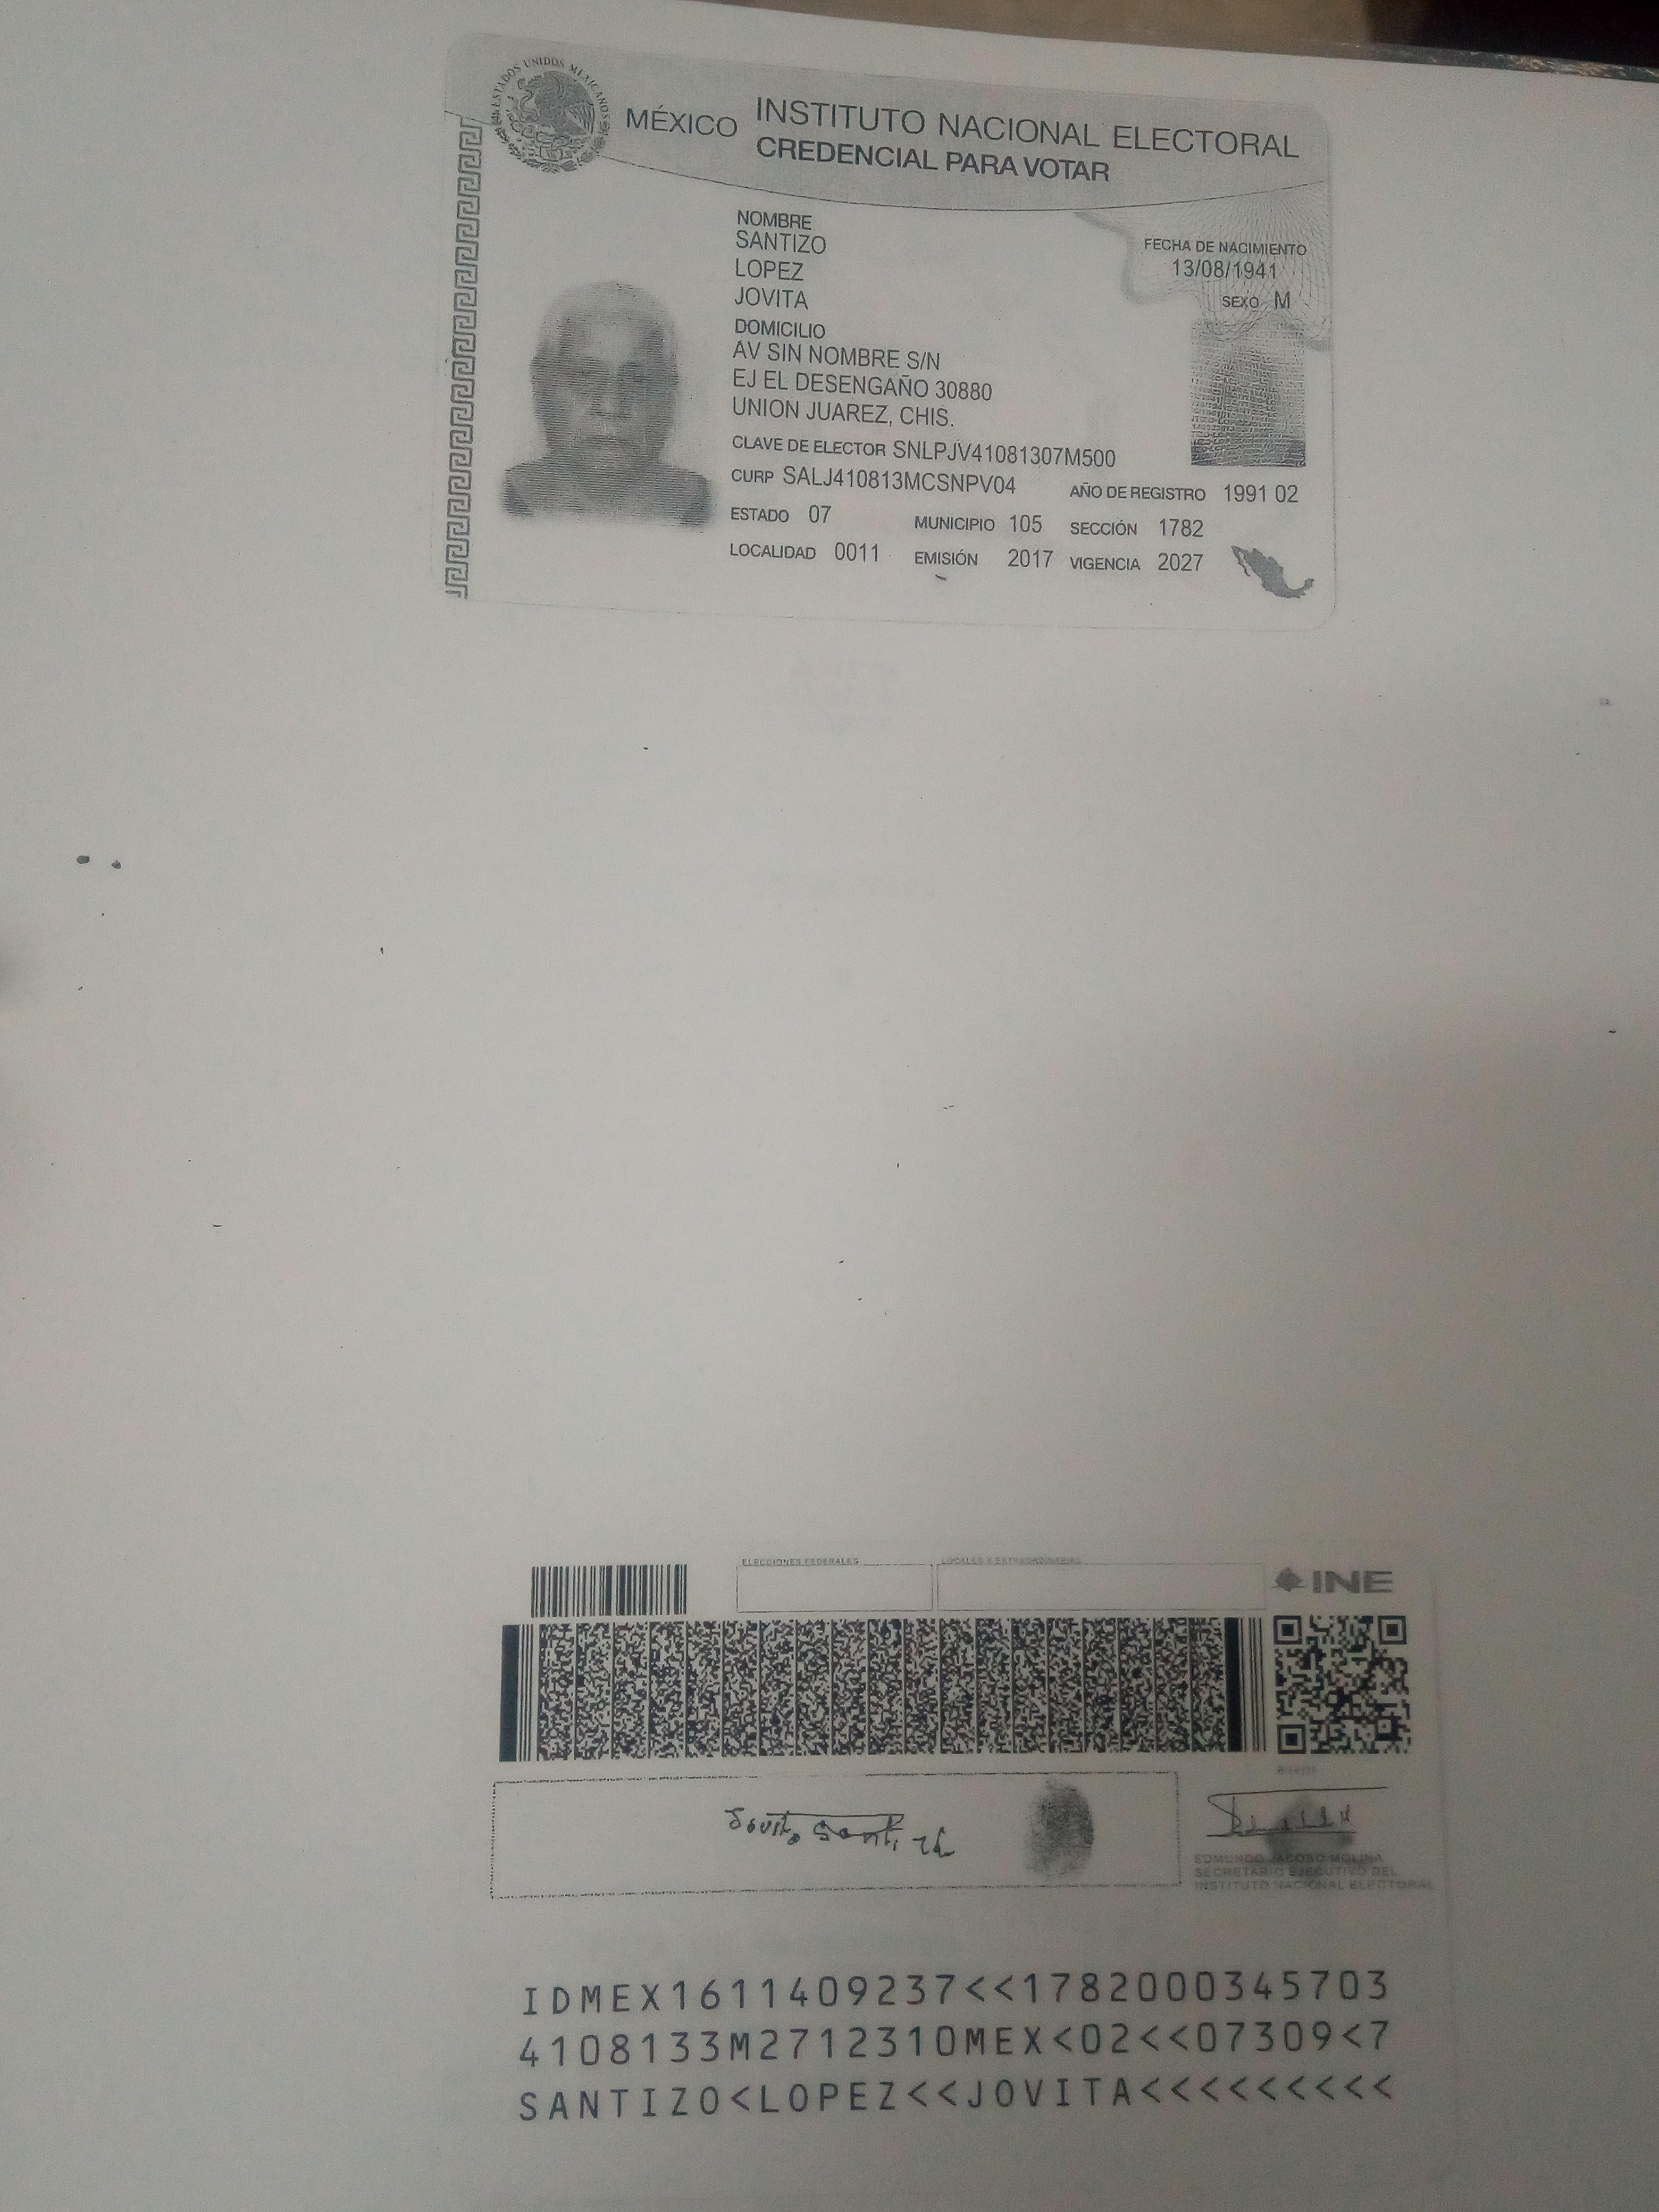 ESTADOS UNIDOS MEXICANOS
MÉXICO INSTITUTO NACIONAL ELECTORAL
CREDENCIAL PARA VOTAR
NOMBRE
SANTIZO
LOPEZ
JOVITA
FECHA DE NACIMIENTO
13/08/1941
SEXO M
DOMICILIO
AV SIN NOMBRE S/N
EJ EL DESENGAÑO 30880
UNION JUAREZ, CHIS.
CLAVE DE ELECTOR SNLPJV41081307M500
CURP SALJ410813MCSNPV04 AÑO DE REGISTRO 1991 02
ESTADO 07 MUNICIPIO 105 SECCIÓN 1782
LOCALIDAD 0011 EMISIÓN 2017 VIGENCIA 2027
ELECCIONES FEDERALES LOCALES Y EXTRAORDINARIAS
INE
EDMUNDO JACOBO MOLINA
SECRETARIO EJECUTIVO DEL
INSTITUTO NACIONAL ELECTORAL
IDMEX1611409237<<1782000345703
4108133M2712310MEX<02<<07309<7
SANTIZO<LOPEZ<<JOVITA<<<<<<<<<